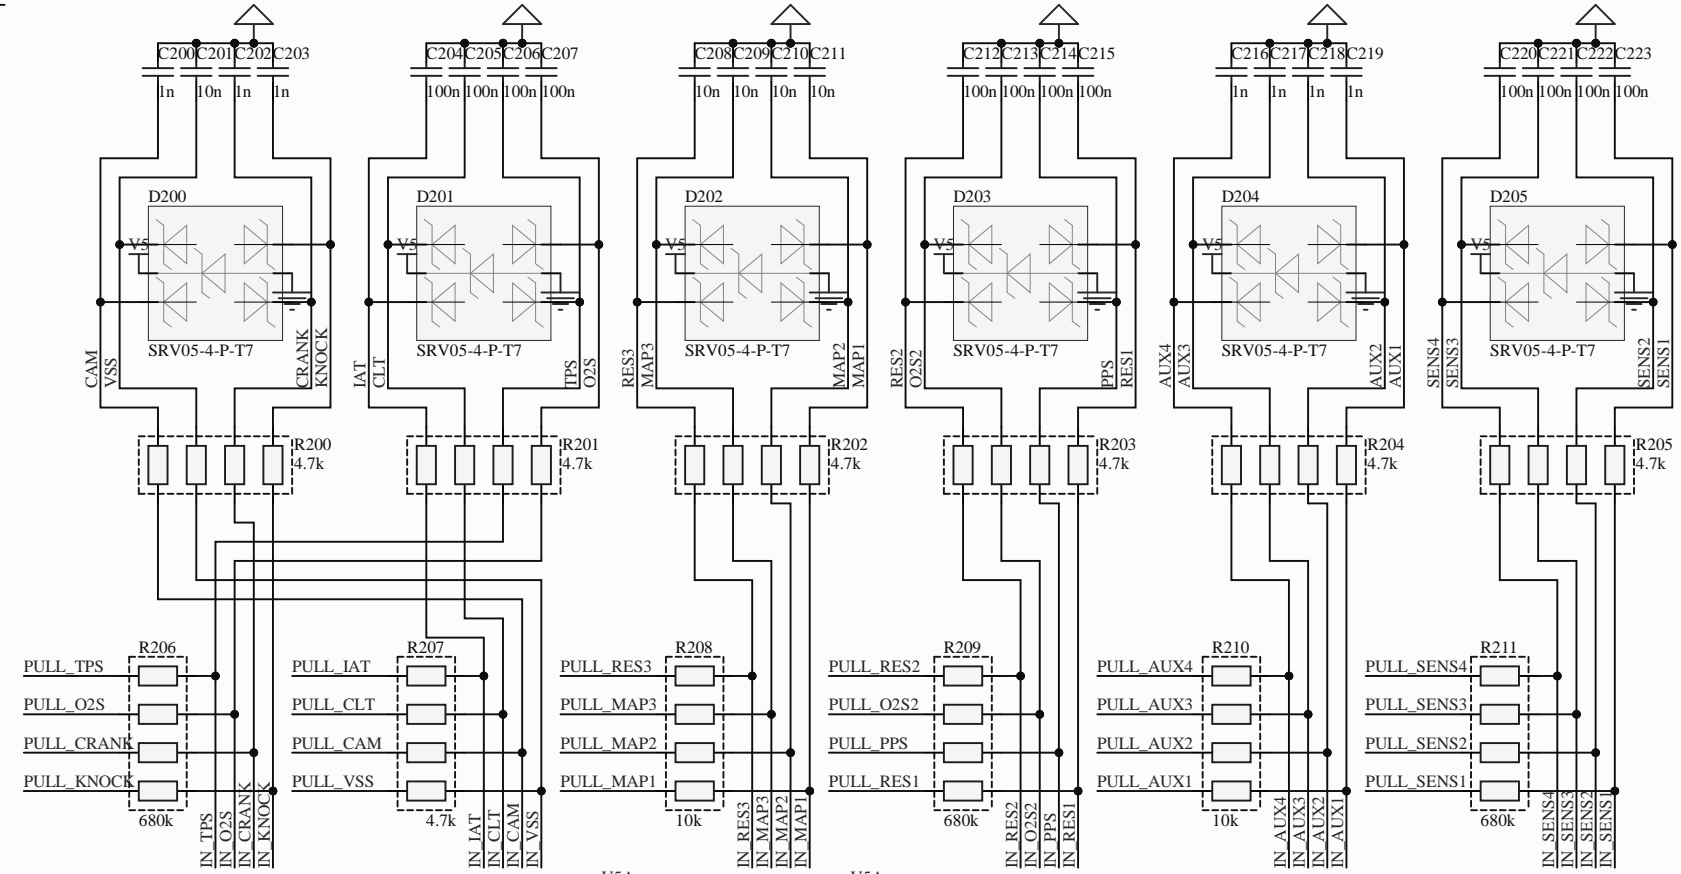 C200 C201 C202 C203 C204 C205 C206 C207 C208 C209 C210 C211 C212 C213 C214 C215 C216 C217 C218 C219 C220 C221 C222 C223
1n 10n 1n 1n 100n 100n 100n 100n 10n 10n 10n 10n 100n 100n 100n 100n 1n 1n 1n 1n 100n 100n 100n 100n
D200 D201 D202 D203 D204 D205
V5 V5 V5 V5 V5 V5
SRV05-4-P-T7 SRV05-4-P-T7 SRV05-4-P-T7 SRV05-4-P-T7 SRV05-4-P-T7 SRV05-4-P-T7
CAM VSS CRANK KNOCK IAT CLT TPS O2S RES3 MAP3 MAP2 MAP1 RES2 O2S2 PPS RES1 AUX4 AUX3 AUX2 AUX1 SENS4 SENS3 SENS2 SENS1
R200 R201 R202 R203 R204 R205
4.7k 4.7k 4.7k 4.7k 4.7k 4.7k
R206 R207 R208 R209 R210 R211
PULL_TPS PULL_IAT PULL_RES3 PULL_RES2 PULL_AUX4 PULL_SENS4
PULL_O2S PULL_CLT PULL_MAP3 PULL_O2S2 PULL_AUX3 PULL_SENS3
PULL_CRANK PULL_CAM PULL_MAP2 PULL_PPS PULL_AUX2 PULL_SENS2
PULL_KNOCK PULL_VSS PULL_MAP1 PULL_RES1 PULL_AUX1 PULL_SENS1
680k 4.7k 10k 680k 10k 680k
IN_TPS IN_O2S IN_CRANK IN_KNOCK IN_IAT IN_CLT IN_CAM IN_VSS IN_RES3 IN_MAP3 IN_MAP2 IN_MAP1 IN_RES2 IN_O2S2 IN_PPS IN_RES1 IN_AUX4 IN_AUX3 IN_AUX2 IN_AUX1 IN_SENS4 IN_SENS3 IN_SENS2 IN_SENS1